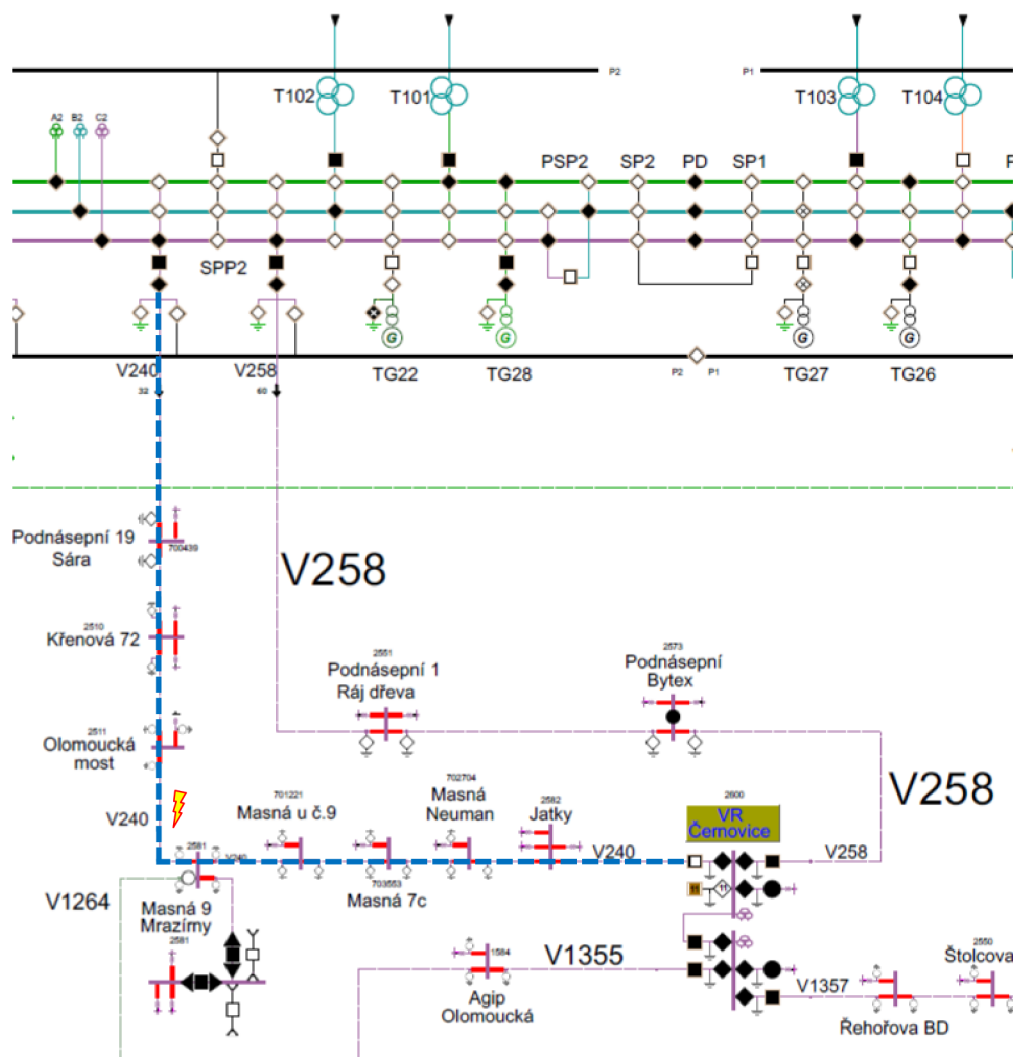 P2
P1
T102
T101
T103
T104
A2
B2
C2
PSP2
SP2
PD
SP1
SPP2
G
G
G
G
V240
V258
TG22
TG28
P2
P1
TG27
TG26
32
60
Podnásepní 19
Sára
700439
V258
2510
Křenová 72
2551
Podnásepní 1
Ráj dřeva
2573
Podnásepní
Bytex
2511
Olomoucká
most
V258
V240
701221
Masná u č.9
702704
Masná
Neuman
2582
Jatky
2600
VR
Černovice
2581
V240
V240
V258
V1264
703553
Masná 7c
11
Masná 9
Mrazírny
2581
1584
V1355
Agip
Olomoucká
2550
Štolcova
V1357
Řehořova BD